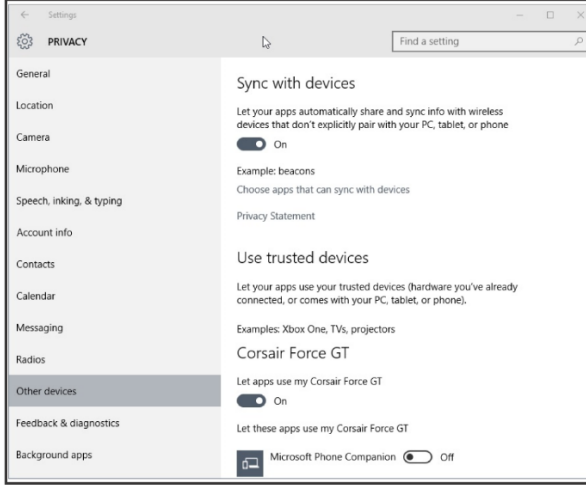 Settings
PRIVACY
Find a setting
General
Location
Camera
Microphone
Speech, inking, & typing
Account info
Contacts
Calendar
Messaging
Radios
Other devices
Feedback & diagnostics
Background apps
Sync with devices
Let your apps automatically share and sync info with wireless
devices that don't explicitly pair with your PC, tablet, or phone
On
Example: beacons
Choose apps that can sync with devices
Privacy Statement
Use trusted devices
Let your apps use your trusted devices (hardware you've already
connected, or comes with your PC, tablet, or phone).
Examples: Xbox One, TVs, projectors
Corsair Force GT
Let apps use my Corsair Force GT
On
Let these apps use my Corsair Force GT
Microsoft Phone Companion Off